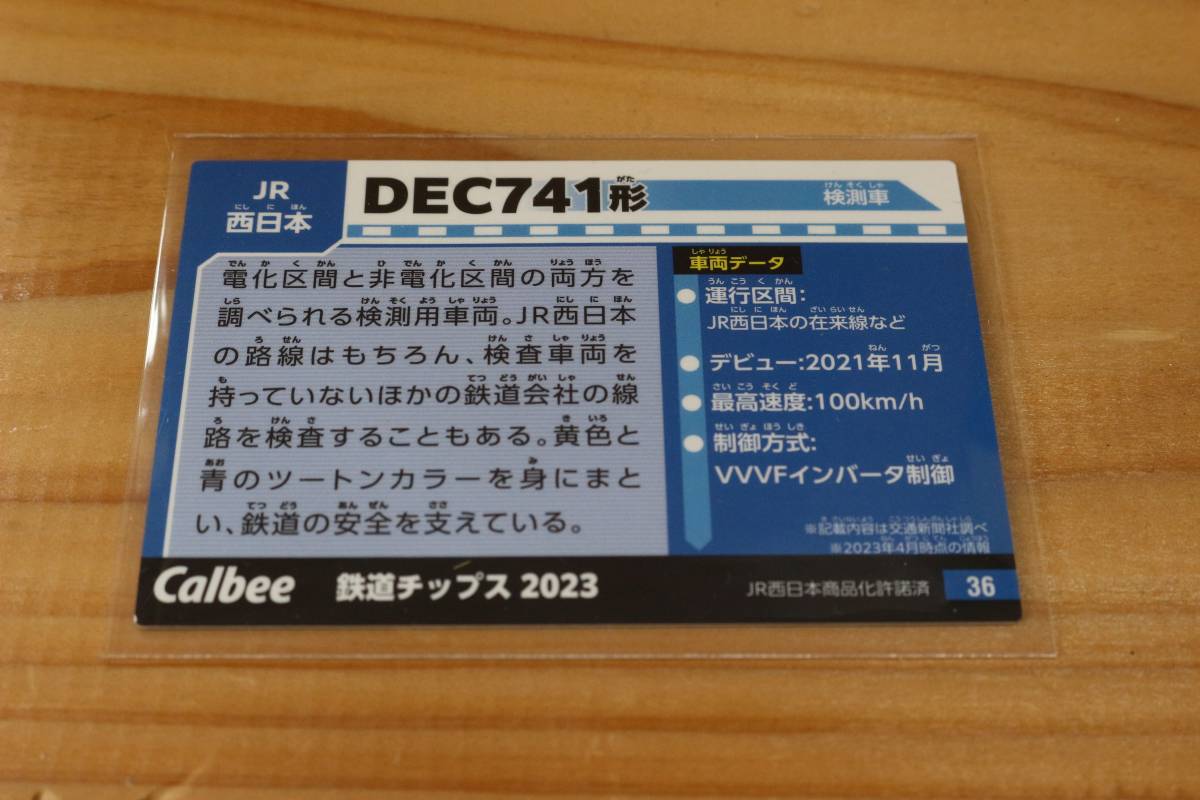 JR
西日本
DEC741形
検測車
電化区間と非電化区間の両方を
調べられる検測用車両。JR西日本
の路線はもちろん、検査車両を
持っていないほかの鉄道会社の線
路を検査することもある。黄色と
青のツートンカラーを身にまと
い、鉄道の安全を支えている。
車両データ
運行区間:
JR西日本の在来線など
デビュー:2021年11月
最高速度:100km/h
制御方式:
VVVFインバータ制御
※記載内容は交通新聞社調べ
※2023年4月時点の情報
Calbee 鉄道チップス 2023
JR西日本商品化許諾済 36